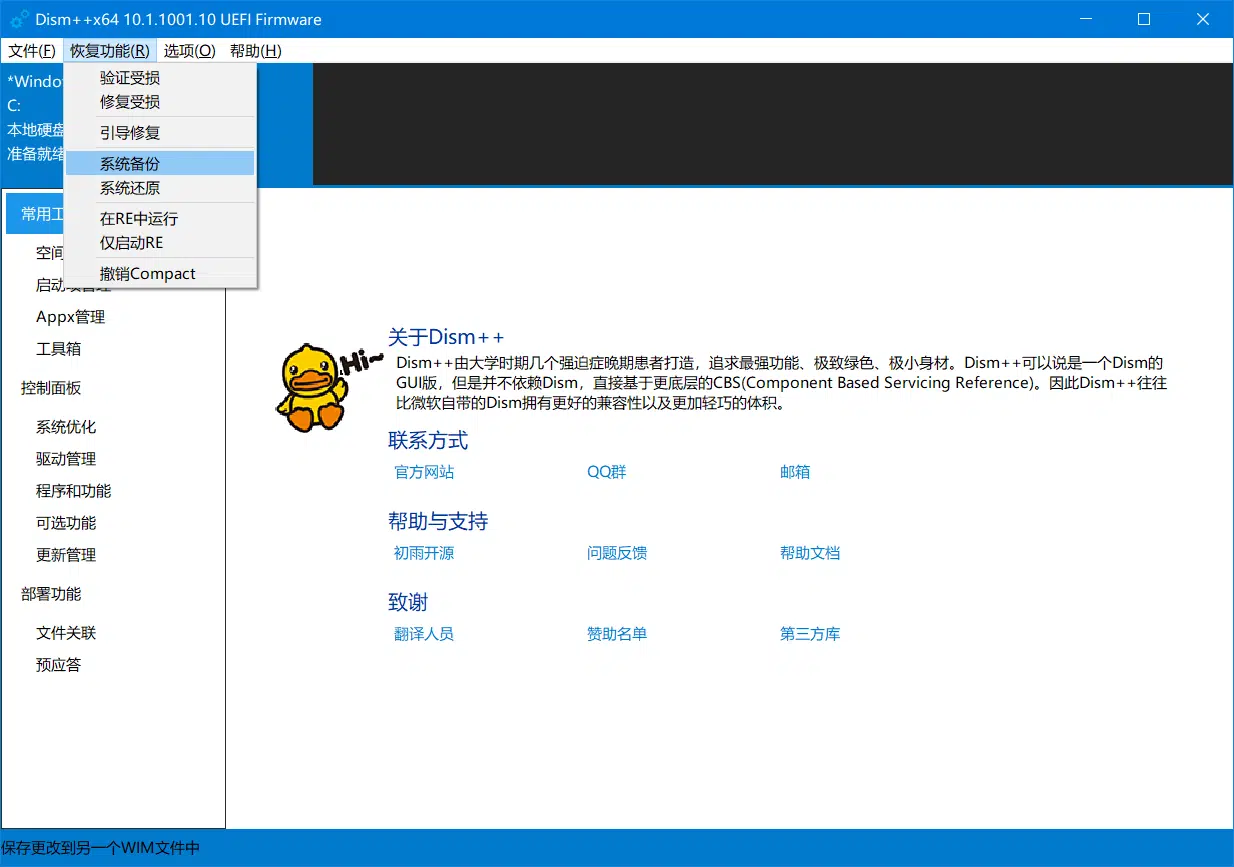 Dism++x64 10.1.1001.10 UEFI Firmware
文件(F) 恢复功能(R) 选项(O) 帮助(H)
*Windo
C:
本地硬盘
准备就绪
验证受损
修复受损
引导修复
系统备份
系统还原
在RE中运行
仅启动RE
撤销Compact
常用工
空间
启动项管理
Appx管理
工具箱
控制面板
系统优化
驱动管理
程序和功能
可选功能
更新管理
部署功能
文件关联
预应答
Hi~
关于Dism++
Dism++由大学时期几个强迫症晚期患者打造，追求最强功能、极致绿色、极小身材。Dism++可以说是一个Dism的
GUI版，但是并不依赖Dism，直接基于更底层的CBS(Component Based Servicing Reference)。因此Dism++往往
比微软自带的Dism拥有更好的兼容性以及更加轻巧的体积。
联系方式
官方网站 QQ群 邮箱
帮助与支持
初雨开源 问题反馈 帮助文档
致谢
翻译人员 赞助名单 第三方库
保存更改到另一个WIM文件中